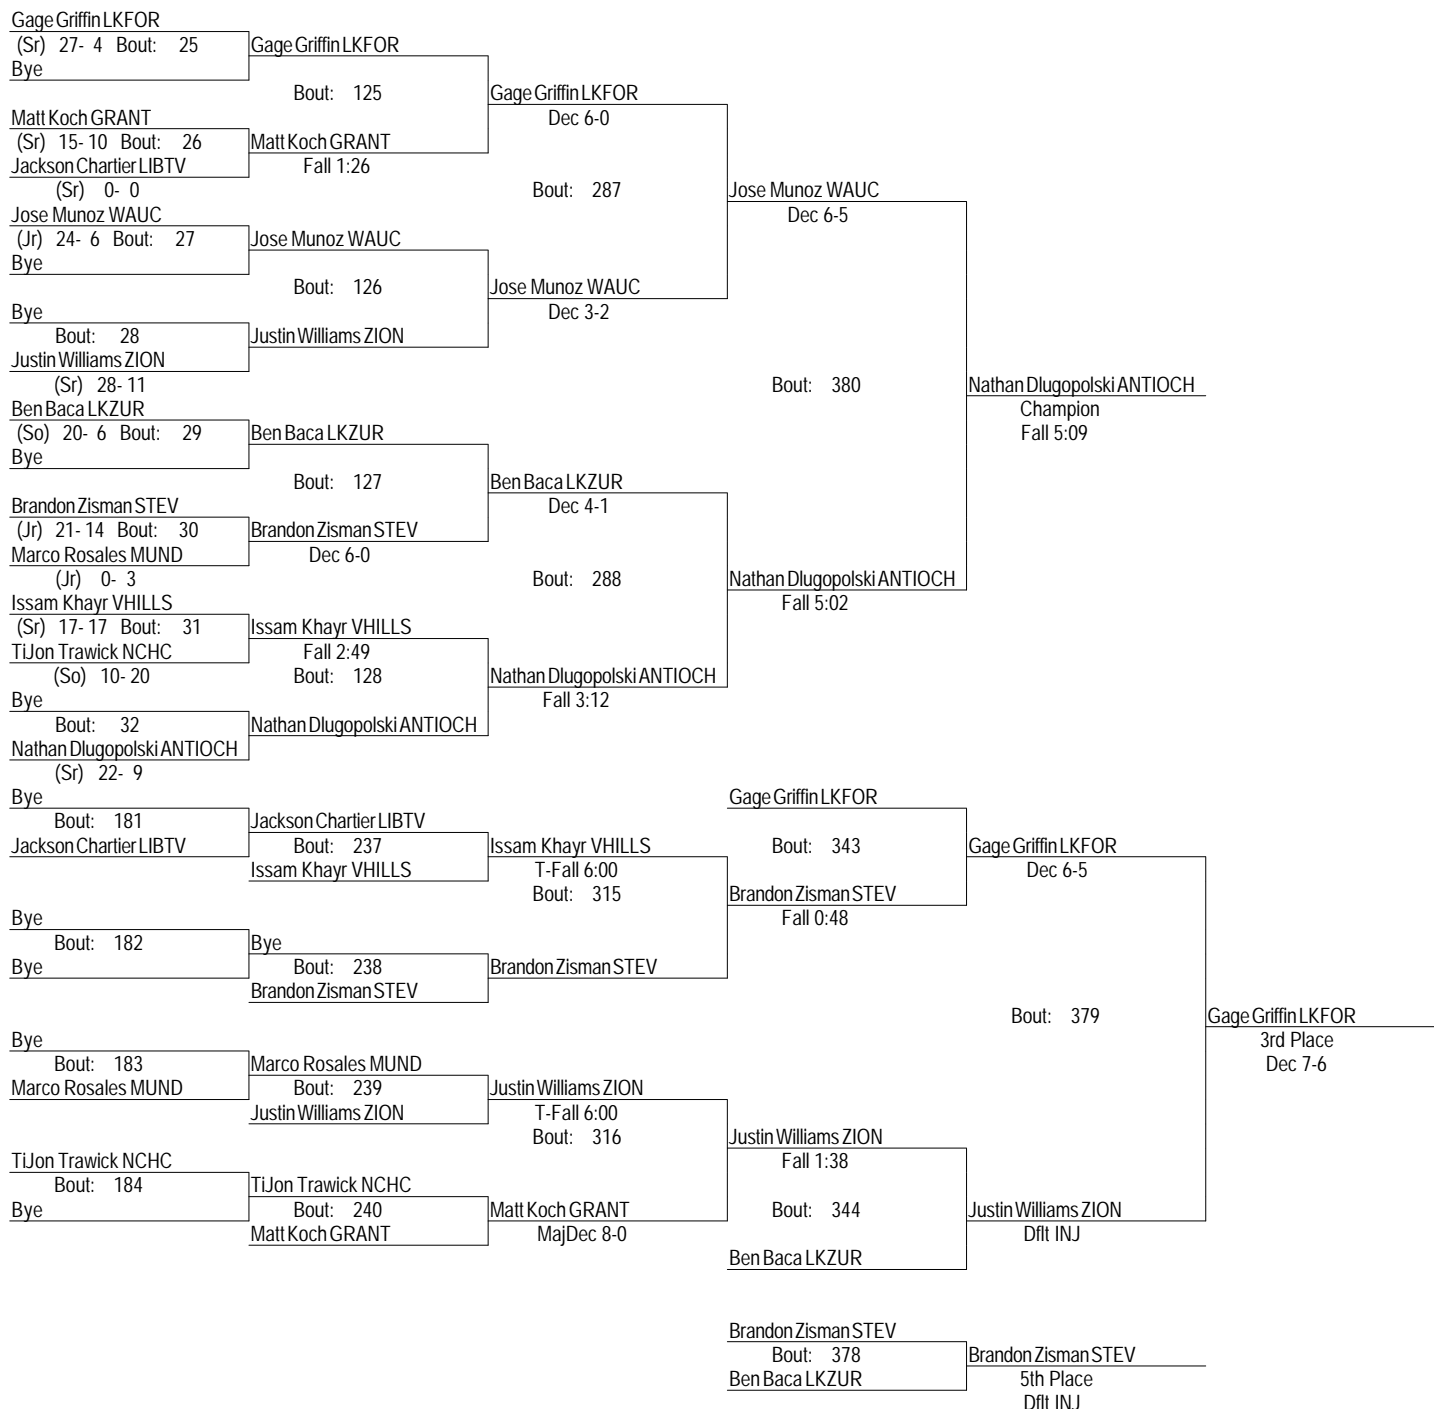 Gage Griffin LKFOR
(Sr) 27- 4 Bout: 25 Gage Griffin LKFOR
Bye
Bout: 125 Gage Griffin LKFOR
Matt Koch GRANT Dec 6-0
(Sr) 15- 10 Bout: 26 Matt Koch GRANT
Jackson Chartier LIBTV Fall 1:26
(Sr) 0- 0 Bout: 287 Jose Munoz WAUC
Jose Munoz WAUC Dec 6-5
(Jr) 24- 6 Bout: 27 Jose Munoz WAUC
Bye
Bout: 126 Jose Munoz WAUC
Bye Dec 3-2
Bout: 28 Justin Williams ZION
Justin Williams ZION
(Sr) 28- 11 Bout: 380 Nathan Dlugopolski ANTIOCH
Ben Baca LKZUR Champion
(So) 20- 6 Bout: 29 Ben Baca LKZUR Fall 5:09
Bye
Bout: 127 Ben Baca LKZUR
Brandon Zisman STEV Dec 4-1
(Jr) 21- 14 Bout: 30 Brandon Zisman STEV
Marco Rosales MUND Dec 6-0
(Jr) 0- 3 Bout: 288 Nathan Dlugopolski ANTIOCH
Issam Khayr VHILLS Fall 5:02
(Sr) 17- 17 Bout: 31 Issam Khayr VHILLS
TiJon Trawick NCHC Fall 2:49
(So) 10- 20 Bout: 128 Nathan Dlugopolski ANTIOCH
Bye Fall 3:12
Bout: 32 Nathan Dlugopolski ANTIOCH
Nathan Dlugopolski ANTIOCH
(Sr) 22- 9
Bye Gage Griffin LKFOR
Bout: 181 Jackson Chartier LIBTV
Jackson Chartier LIBTV Bout: 237 Issam Khayr VHILLS Bout: 343 Gage Griffin LKFOR
Issam Khayr VHILLS T-Fall 6:00 Dec 6-5
Bout: 315 Brandon Zisman STEV
Bye Fall 0:48
Bout: 182 Bye
Bye Bout: 238 Brandon Zisman STEV
Brandon Zisman STEV
Bout: 379 Gage Griffin LKFOR
Bye 3rd Place
Bout: 183 Marco Rosales MUND Dec 7-6
Marco Rosales MUND Bout: 239 Justin Williams ZION
Justin Williams ZION T-Fall 6:00
Bout: 316 Justin Williams ZION
TiJon Trawick NCHC Fall 1:38
Bout: 184 TiJon Trawick NCHC
Bye Bout: 240 Matt Koch GRANT Bout: 344 Justin Williams ZION
Matt Koch GRANT MajDec 8-0 Dflt INJ
Ben Baca LKZUR
Brandon Zisman STEV
Bout: 378 Brandon Zisman STEV
Ben Baca LKZUR 5th Place
Dflt INJ